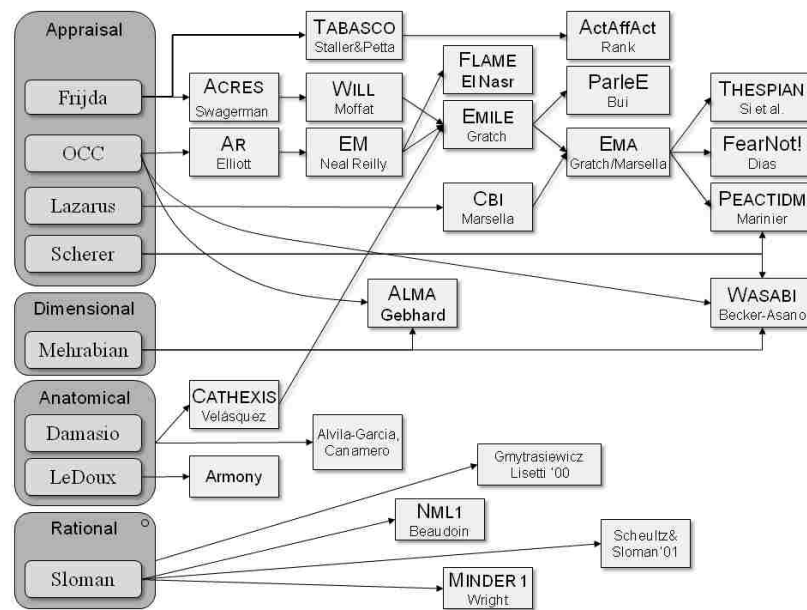 Appraisal
Frijda
OCC
Lazarus
Scherer
TABASCO
Staller&Petta
ActAffAct
Rank
ACRES
Swagerman
WILL
Moffat
FLAME
El Nasr
ParleE
Bui
THESPIAN
Si et al.
AR
Elliott
EM
Neal Reilly
EMILE
Gratch
EMA
Gratch/Marsella
FearNot!
Dias
CBI
Marsella
PEACTIDM
Marinier
ALMA
Gebhard
WASABI
Becker-Asano
Dimensional
Mehrabian
Anatomical
Damasio
LeDoux
CATHEXIS
Velásquez
Alvila-Garcia,
Canamero
Armony
Gmytrasiewicz
Lisetti '00
Rational
Sloman
NML1
Beaudoin
Scheultz&
Sloman'01
MINDER 1
Wright